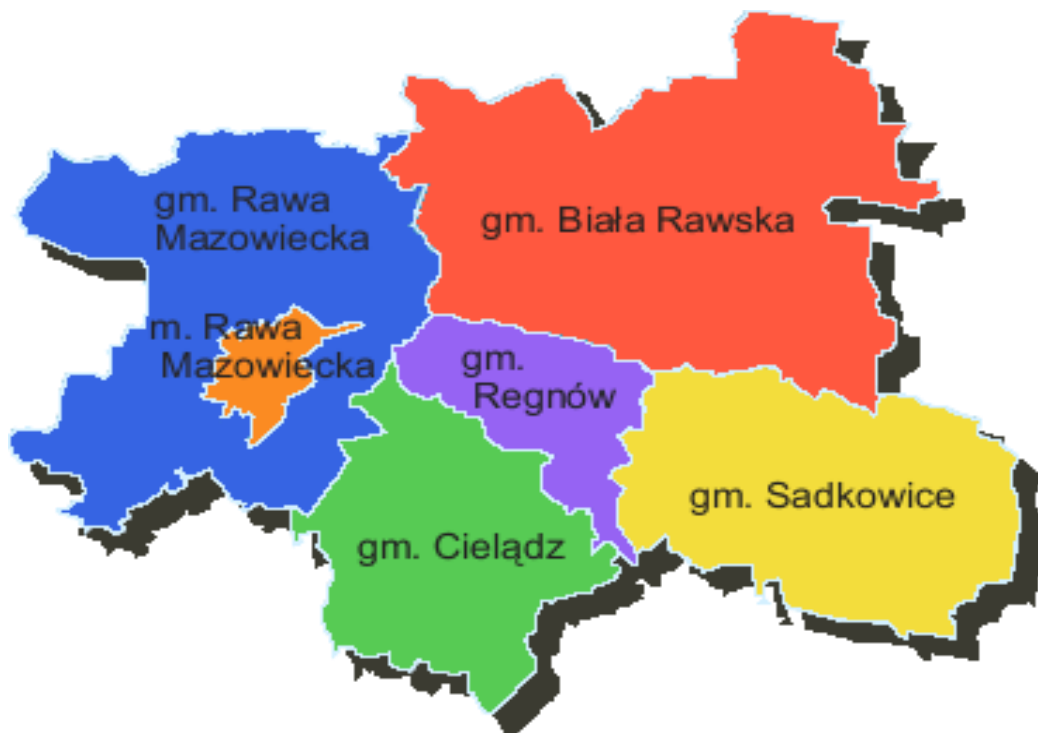 gm. Rawa
Mazowiecka
gm. Biała Rawska
m. Rawa
Mazowiecka
gm.
Regnów
gm. Sadkowice
gm. Cielądz